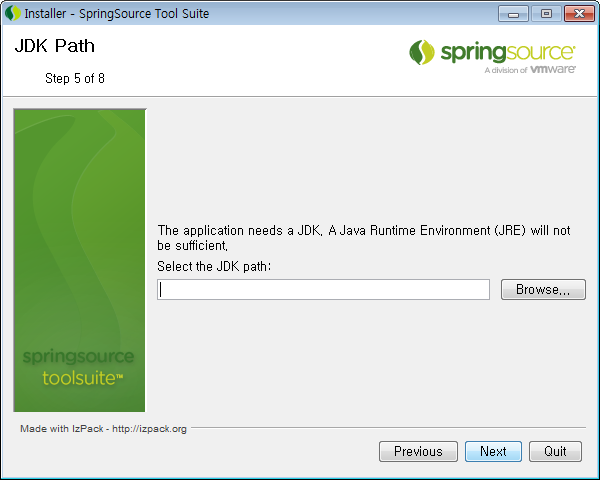 Installer - SpringSource Tool Suite
JDK Path
Step 5 of 8
springsource
A division of vmware
The application needs a JDK, A Java Runtime Environment (JRE) will not
be sufficient,
Select the JDK path:
Browse...
springsource
toolsuite™
Made with IzPack - http://izpack.org
Previous
Next
Quit